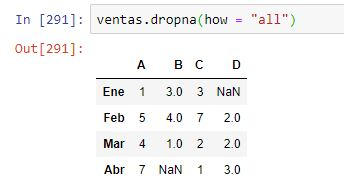 In [291]: ventas.dropna(how = "all")
Out[291]:
A B C D
Ene 1 3.0 3 NaN
Feb 5 4.0 7 2.0
Mar 4 1.0 2 2.0
Abr 7 NaN 1 3.0